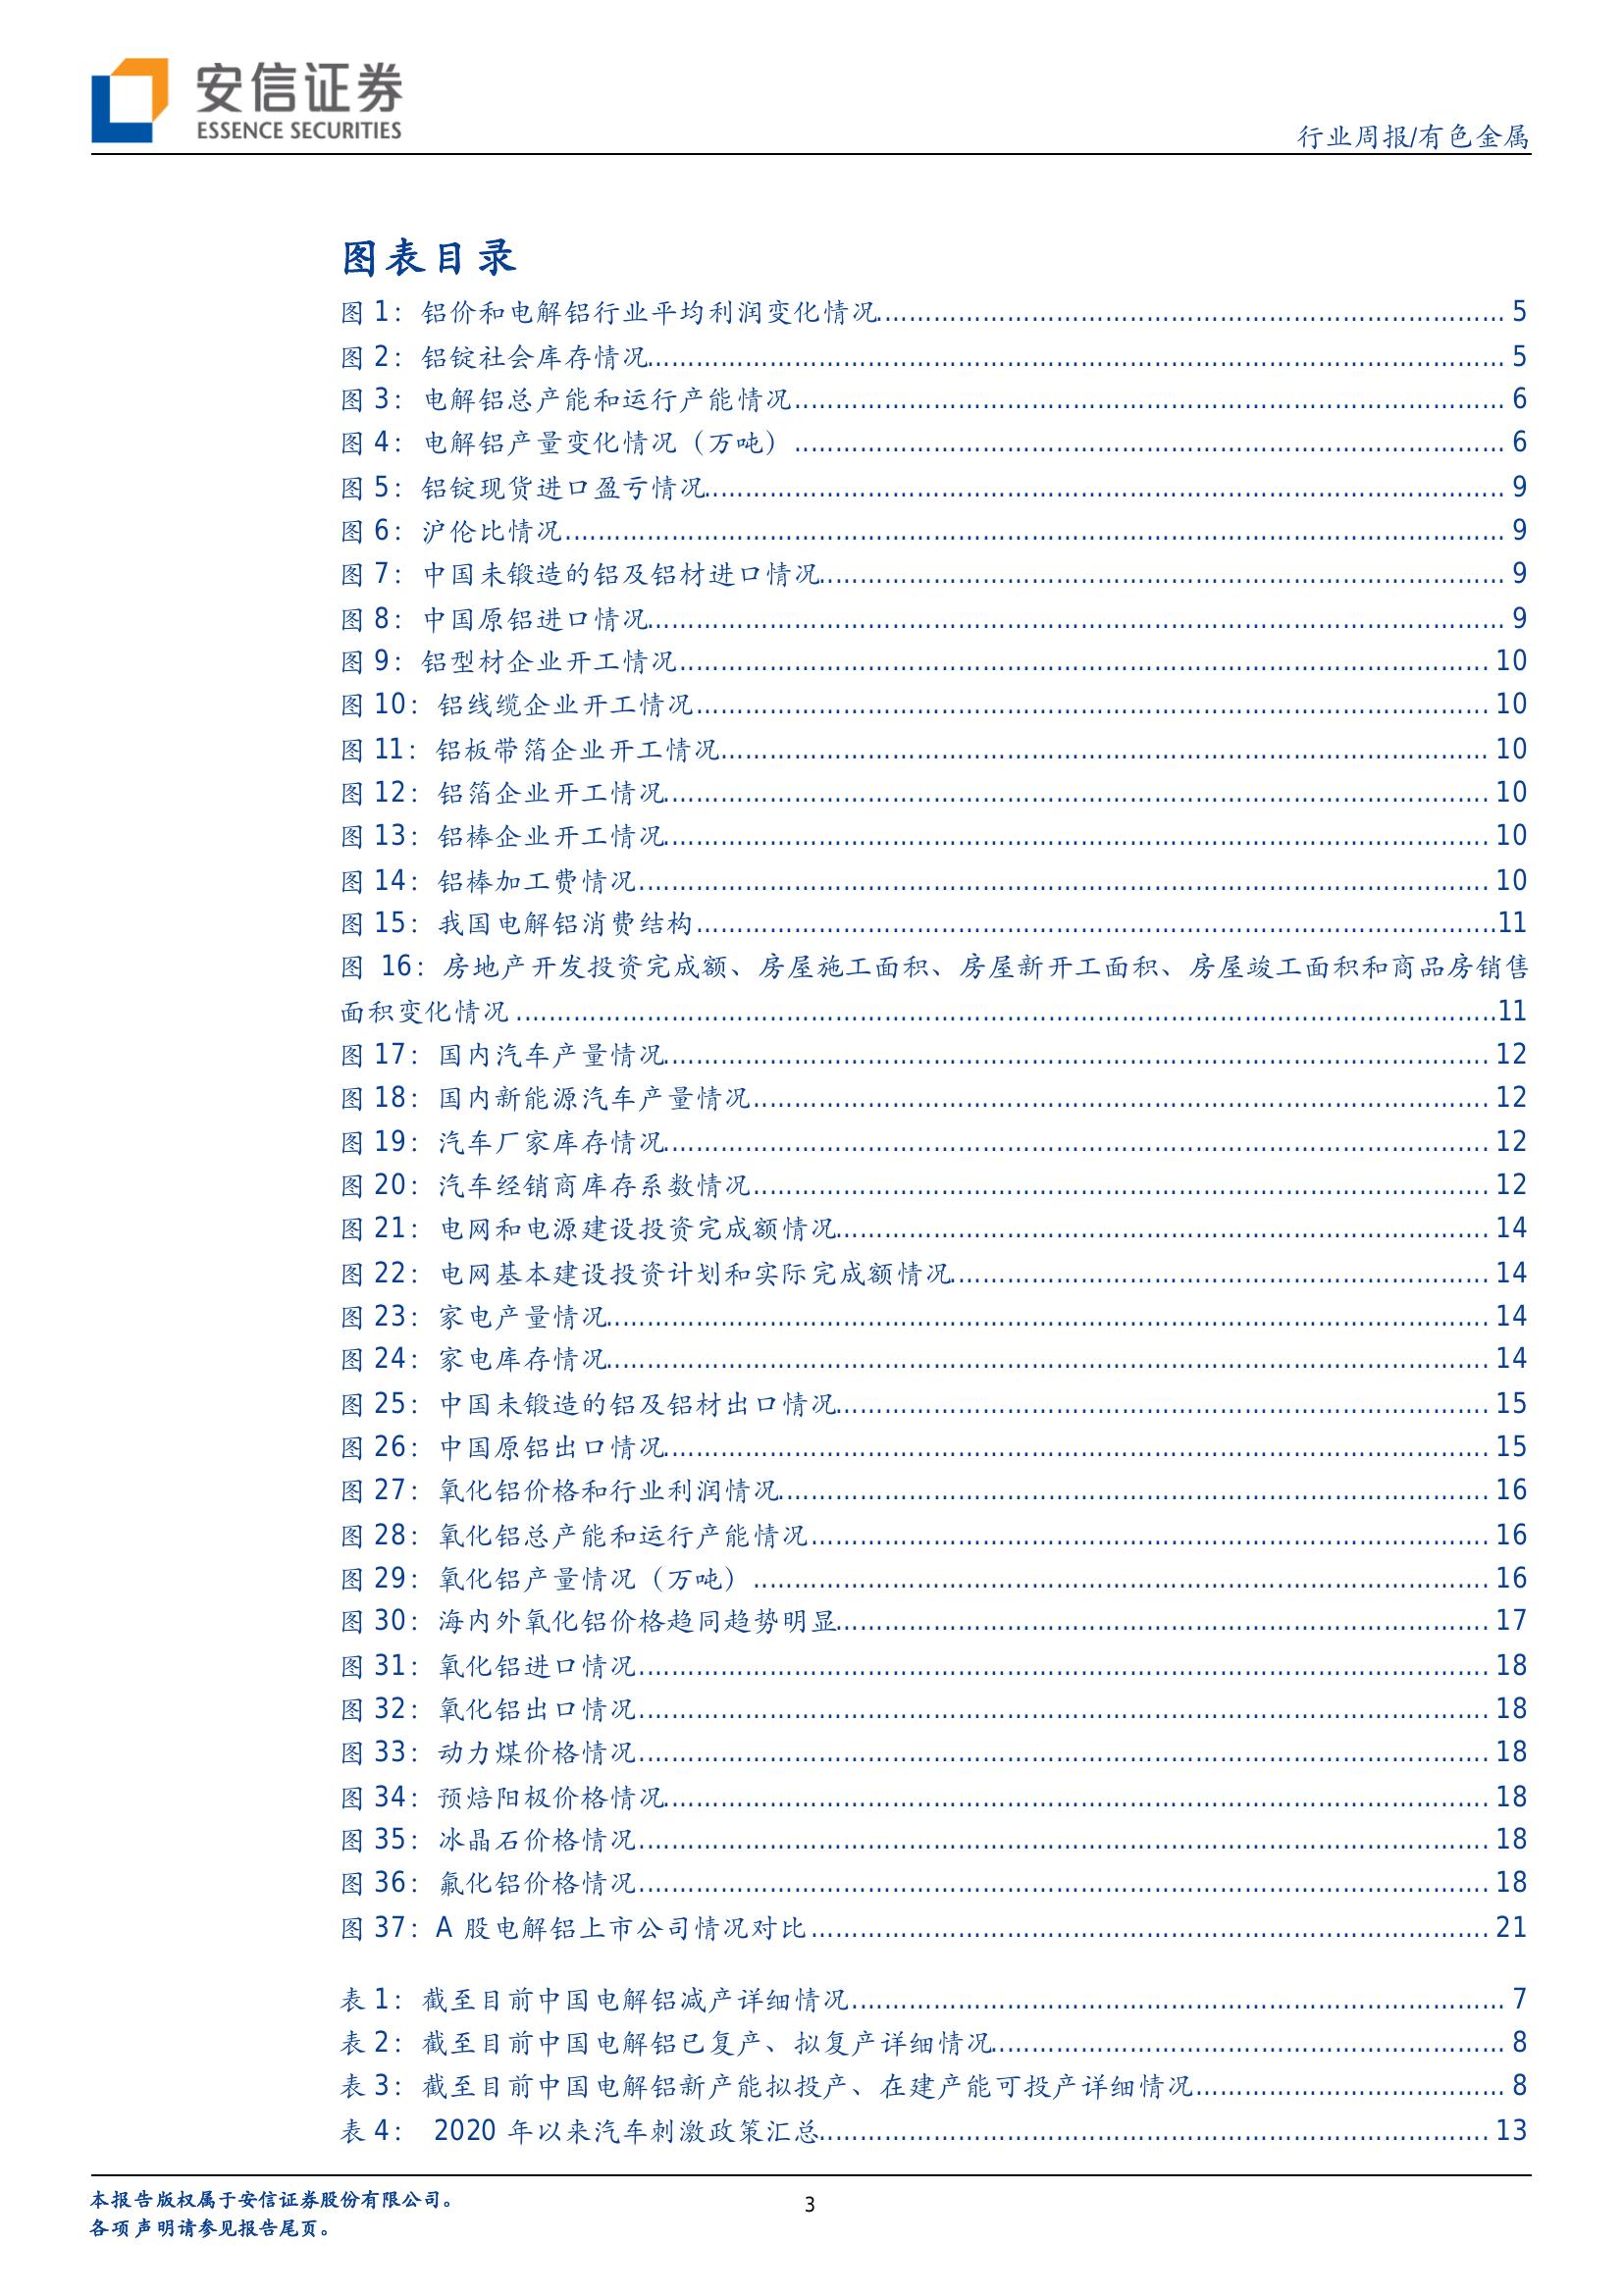 安信证券
ESSENCE SECURITIES
行业周报/有色金属
图表目录
图 1：铝价和电解铝行业平均利润变化情况 5
图 2：铝锭社会库存情况 5
图 3：电解铝总产能和运行产能情况 6
图 4：电解铝产量变化情况（万吨） 6
图 5：铝锭现货进口盈亏情况 9
图 6：沪伦比情况 9
图 7：中国未锻造的铝及铝材进口情况 9
图 8：中国原铝进口情况 9
图 9：铝型材企业开工情况 10
图 10：铝线缆企业开工情况 10
图 11：铝板带箔企业开工情况 10
图 12：铝箔企业开工情况 10
图 13：铝棒企业开工情况 10
图 14：铝棒加工费情况 10
图 15：我国电解铝消费结构 11
图 16：房地产开发投资完成额、房屋施工面积、房屋新开工面积、房屋竣工面积和商品房销售
面积变化情况 11
图 17：国内汽车产量情况 12
图 18：国内新能源汽车产量情况 12
图 19：汽车厂家库存情况 12
图 20：汽车经销商库存系数情况 12
图 21：电网和电源建设投资完成额情况 14
图 22：电网基本建设投资计划和实际完成额情况 14
图 23：家电产量情况 14
图 24：家电库存情况 14
图 25：中国未锻造的铝及铝材出口情况 15
图 26：中国原铝出口情况 15
图 27：氧化铝价格和行业利润情况 16
图 28：氧化铝总产能和运行产能情况 16
图 29：氧化铝产量情况（万吨） 16
图 30：海内外氧化铝价格趋同趋势明显 17
图 31：氧化铝进口情况 18
图 32：氧化铝出口情况 18
图 33：动力煤价格情况 18
图 34：预焙阳极价格情况 18
图 35：冰晶石价格情况 18
图 36：氟化铝价格情况 18
图 37：A 股电解铝上市公司情况对比 21
表 1：截至目前中国电解铝减产详细情况 7
表 2：截至目前中国电解铝已复产、拟复产详细情况 8
表 3：截至目前中国电解铝新产能拟投产、在建产能可投产详细情况 8
表 4： 2020 年以来汽车刺激政策汇总 13
本报告版权属于安信证券股份有限公司。
3
各项声明请参见报告尾页。